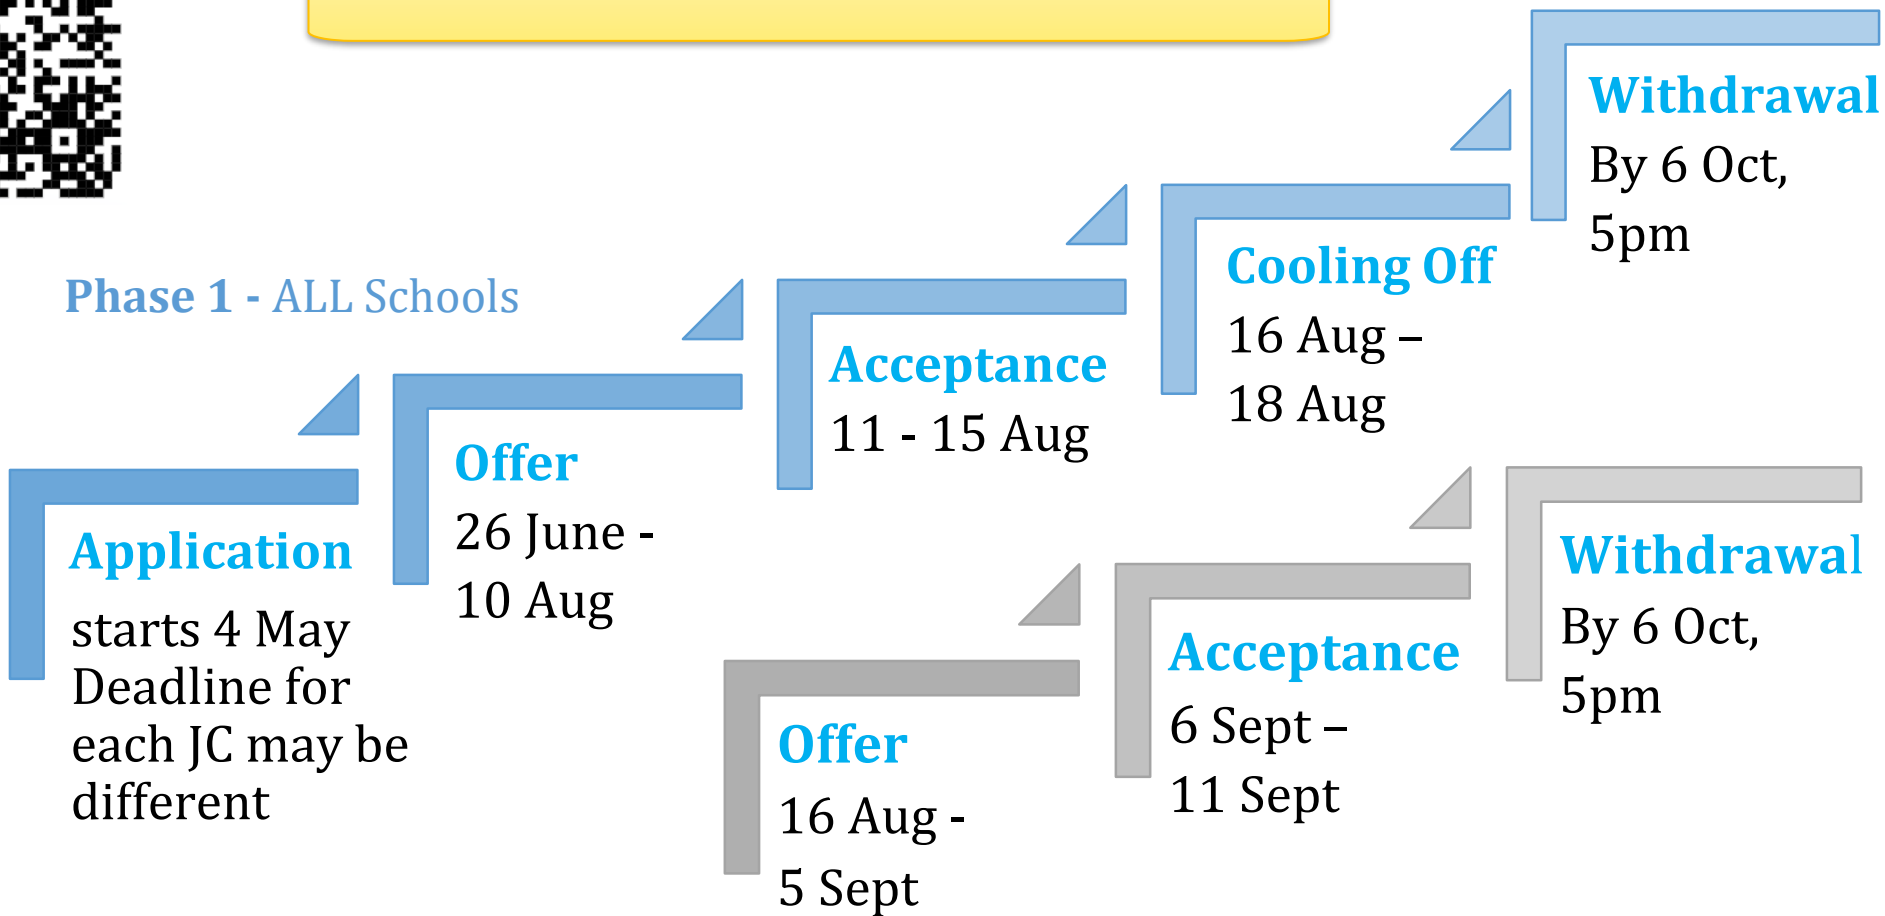 Phase 1 - ALL Schools
Application
starts 4 May
Deadline for
each JC may be
different
Offer
26 June -
10 Aug
Acceptance
11 - 15 Aug
Cooling Off
16 Aug –
18 Aug
Withdrawal
By 6 Oct,
5pm
Offer
16 Aug -
5 Sept
Acceptance
6 Sept –
11 Sept
Withdrawal
By 6 Oct,
5pm